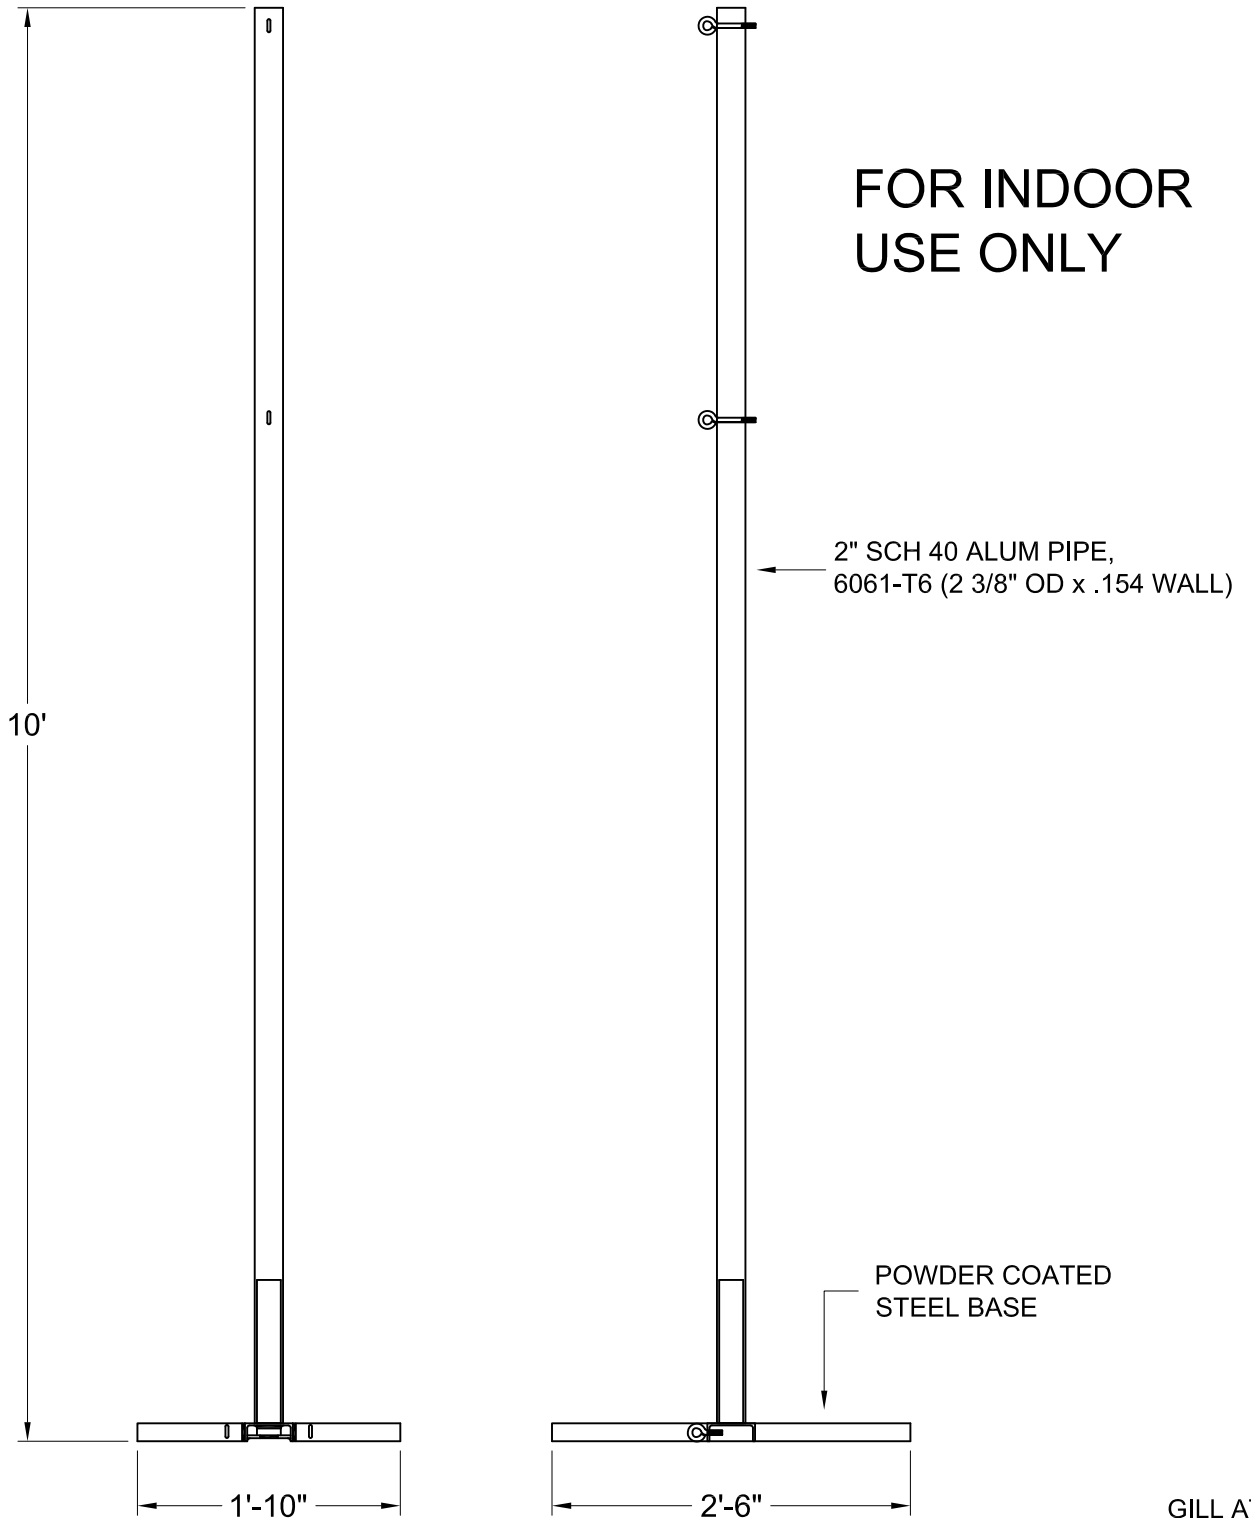 FOR INDOOR
USE ONLY
2" SCH 40 ALUM PIPE,
6061-T6 (2 3/8" OD x .154 WALL)
10'
POWDER COATED
STEEL BASE
1'-10"
2'-6"
GILL